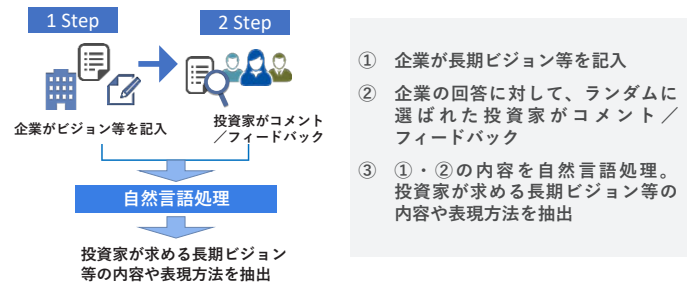 1 Step
2 Step
企業がビジョン等を記入
投資家がコメント
／フィードバック
自然言語処理
投資家が求める長期ビジョン
等の内容や表現方法を抽出
① 企業が長期ビジョン等を記入
② 企業の回答に対して、ランダムに
選ばれた投資家がコメント／
フィードバック
③ ①・②の内容を自然言語処理。
投資家が求める長期ビジョン等の
内容や表現方法を抽出